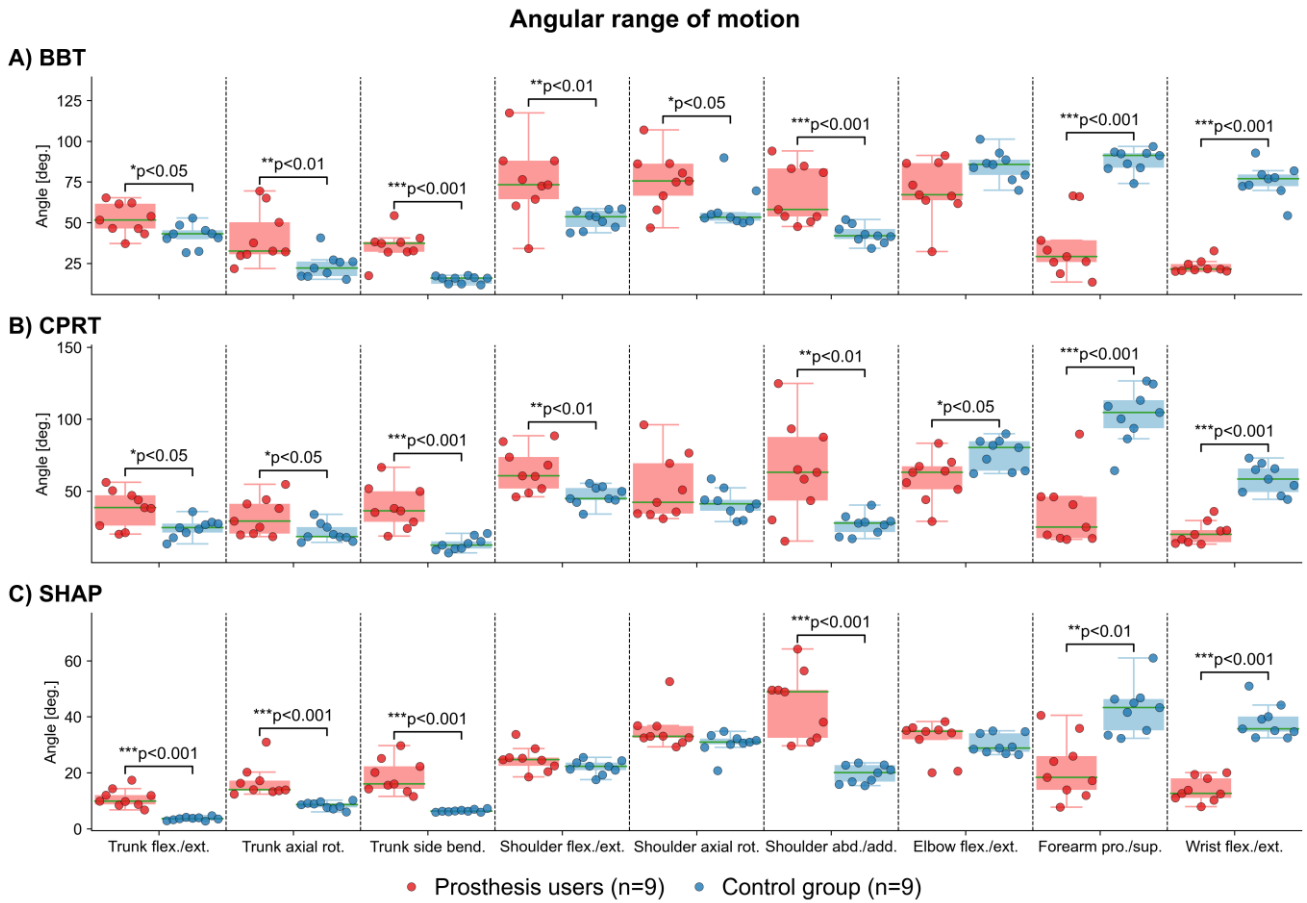 Angular range of motion
A) BBT
Angle [deg.]
125
100
75
50
25
*p<0.05
**p<0.01
***p<0.001
**p<0.01
*p<0.05
***p<0.001
***p<0.001
***p<0.001
B) CPRT
Angle [deg.]
150
100
50
*p<0.05
*p<0.05
***p<0.001
**p<0.01
**p<0.01
*p<0.05
***p<0.001
***p<0.001
C) SHAP
Angle [deg.]
60
40
20
0
***p<0.001
***p<0.001
***p<0.001
***p<0.001
**p<0.01
***p<0.001
Trunk flex./ext. Trunk axial rot. Trunk side bend. Shoulder flex./ext. Shoulder axial rot. Shoulder abd./add. Elbow flex./ext. Forearm pro./sup. Wrist flex./ext.
Prosthesis users (n=9) Control group (n=9)